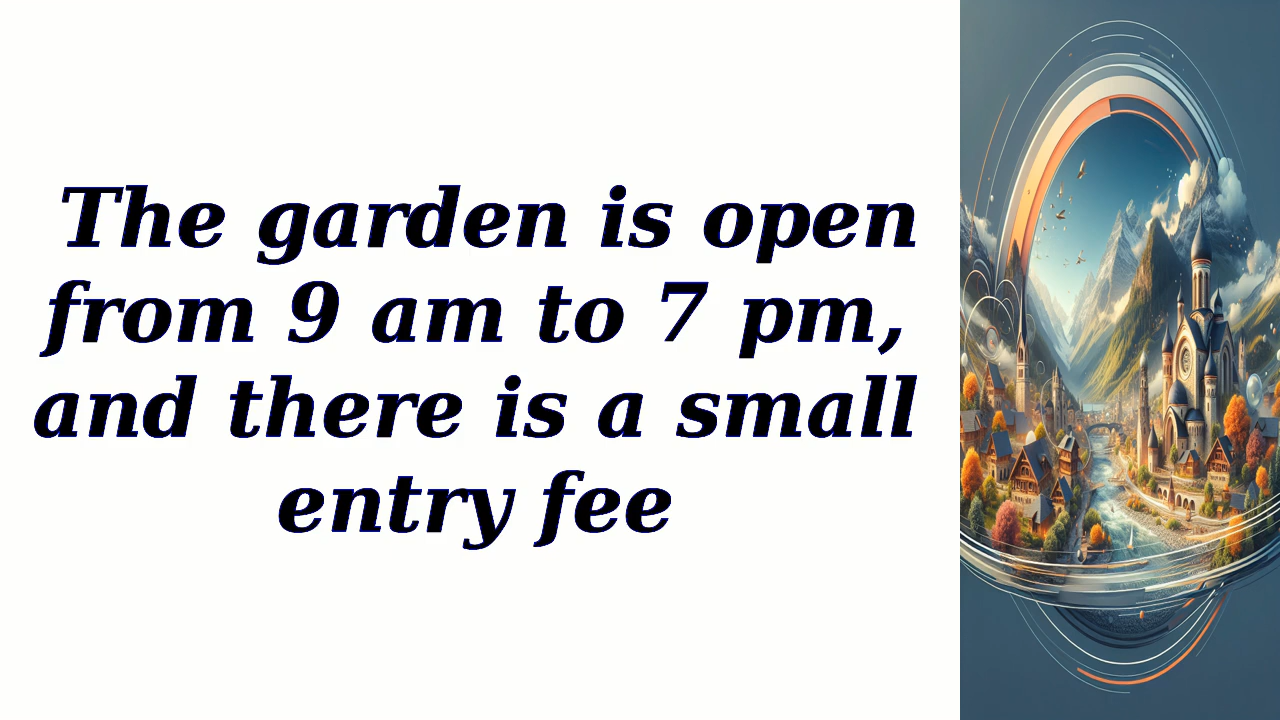 The garden is open
from 9 am to 7 pm,
and there is a small
entry fee